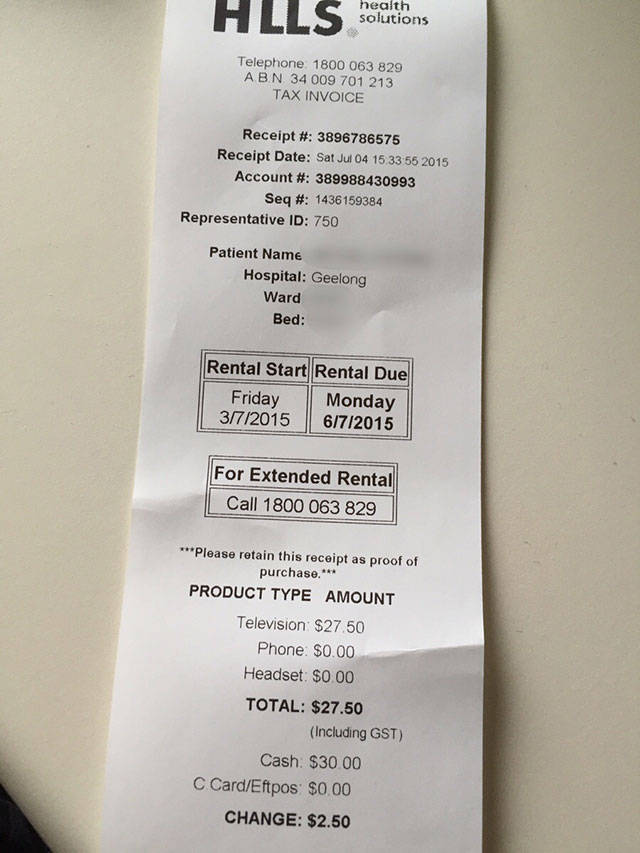 HLLS health
solutions
Telephone: 1800 063 829
A.B.N. 34 009 701 213
TAX INVOICE
Receipt #: 3896786575
Receipt Date: Sat Jul 04 15:33:55 2015
Account #: 389988430993
Seq #: 1436159384
Representative ID: 750
Patient Name
Hospital: Geelong
Ward
Bed:
Rental Start Rental Due
Friday Monday
3/7/2015 6/7/2015
For Extended Rental
Call 1800 063 829
***Please retain this receipt as proof of
purchase.***
PRODUCT TYPE AMOUNT
Television: $27.50
Phone: $0.00
Headset: $0.00
TOTAL: $27.50
(Including GST)
Cash: $30.00
C.Card/Eftpos: $0.00
CHANGE: $2.50